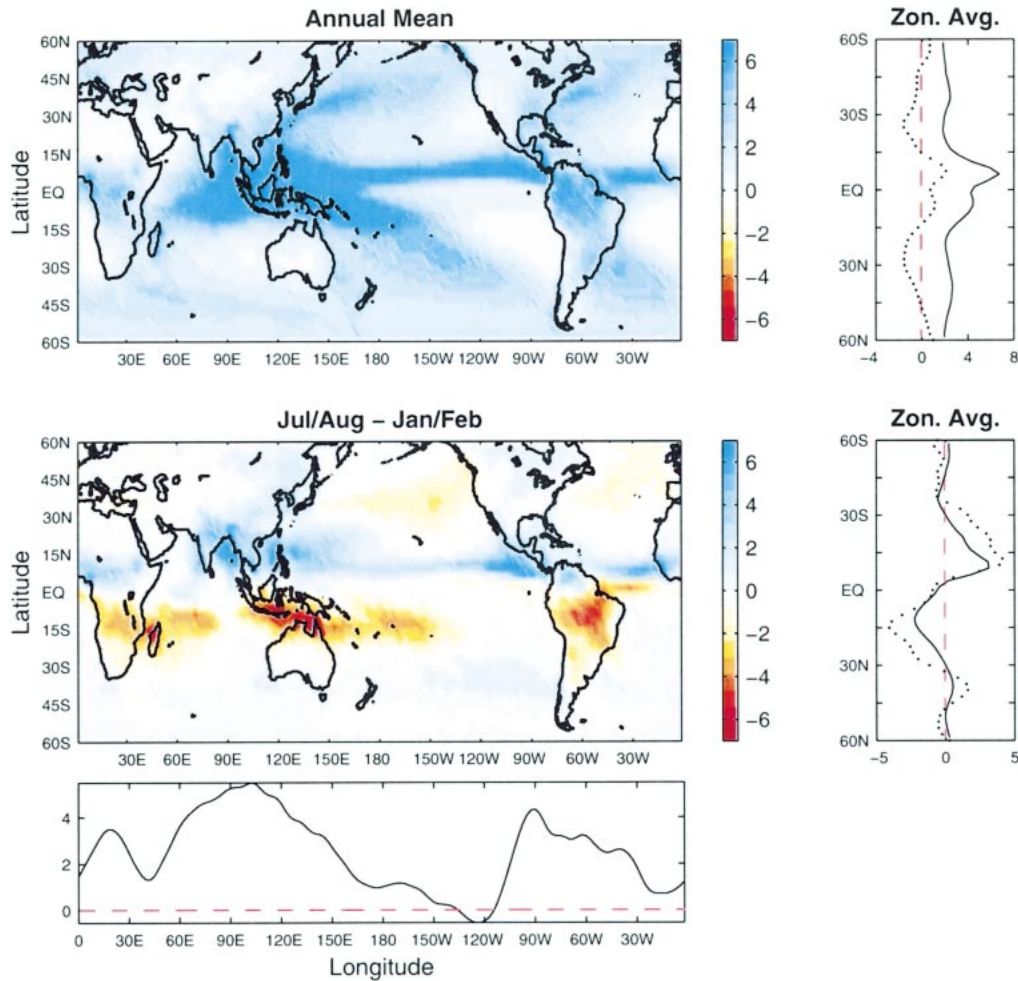 Annual Mean
Zon. Avg.
60N
45N
30N
15N
EQ
15S
30S
45S
60S
Latitude
30E 60E 90E 120E 150E 180 150W 120W 90W 60W 30W
6
4
2
0
−2
−4
−6
60S
30S
EQ
30N
60N
−4 0 4 8
Jul/Aug − Jan/Feb
Zon. Avg.
60N
45N
30N
15N
EQ
15S
30S
45S
60S
Latitude
30E 60E 90E 120E 150E 180 150W 120W 90W 60W 30W
6
4
2
0
−2
−4
−6
60S
30S
EQ
30N
60N
−5 0 5
4
2
0
0 30E 60E 90E 120E 150E 180 150W 120W 90W 60W 30W
Longitude